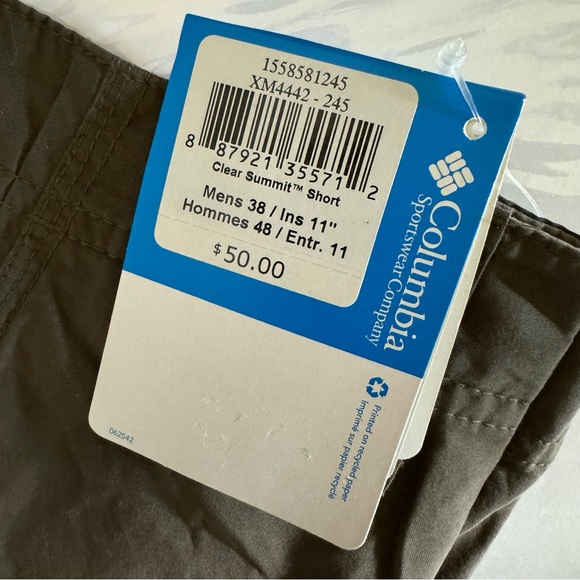 1558581245
XM4442 - 245
8 87921 35571 2
Clear Summit™ Short
Mens 38 / Ins 11"
Hommes 48 / Entr. 11
$50.00
Columbia
Sportswear Company
Printed on recycled paper
Imprimé sur papier recyclé
062542